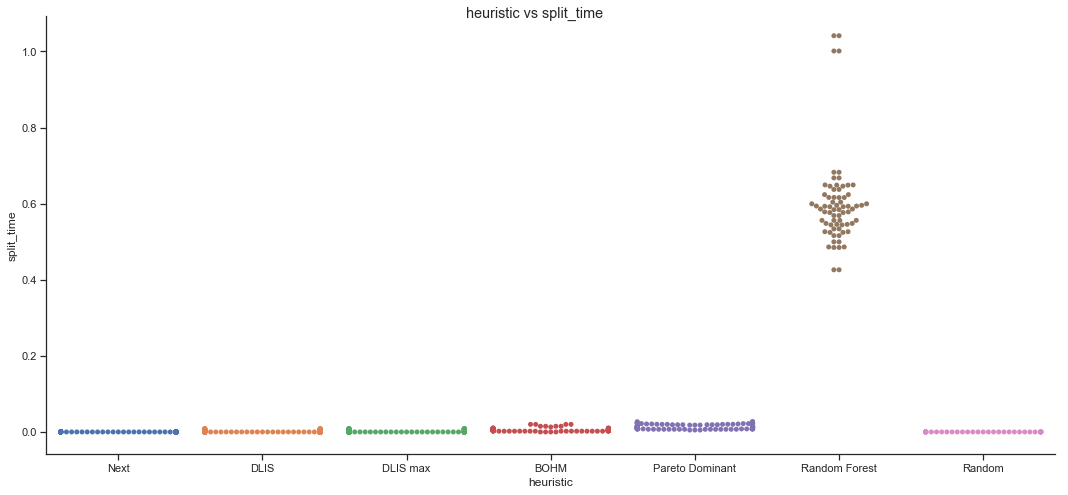 heuristic vs split_time
split_time
1.0
0.8
0.6
0.4
0.2
0.0
Next DLIS DLIS max BOHM Pareto Dominant Random Forest Random
heuristic